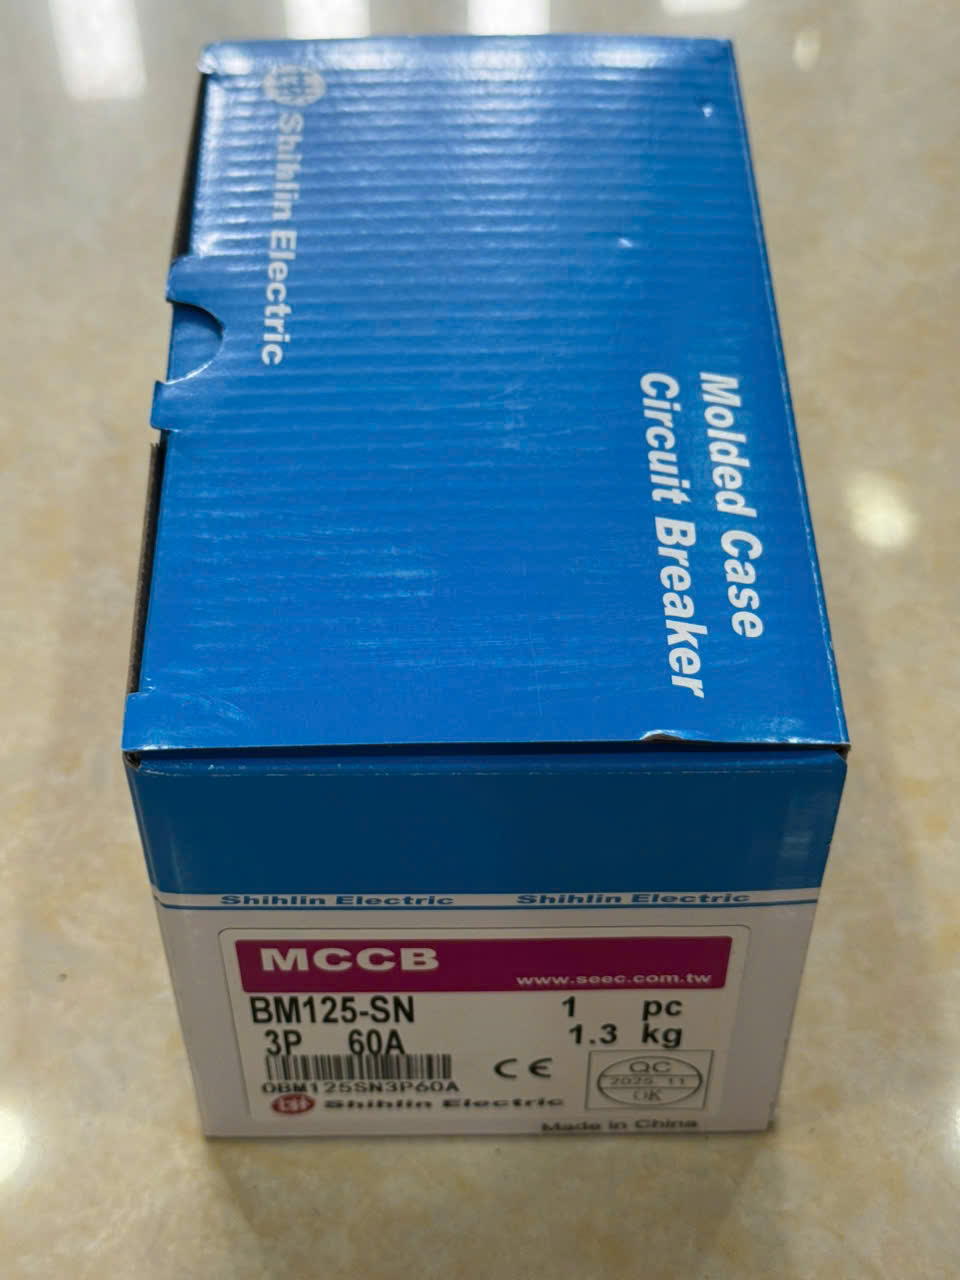 Shihlin Electric
Molded Case
Circuit Breaker
Shihlin Electric Shihlin Electric
MCCB
www.seec.com.tw
BM125-SN 1 pc
3P 60A 1.3 kg
0BM125SN3P60A
CE
QC
2025. 11
OK
Shihlin Electric
Made in China